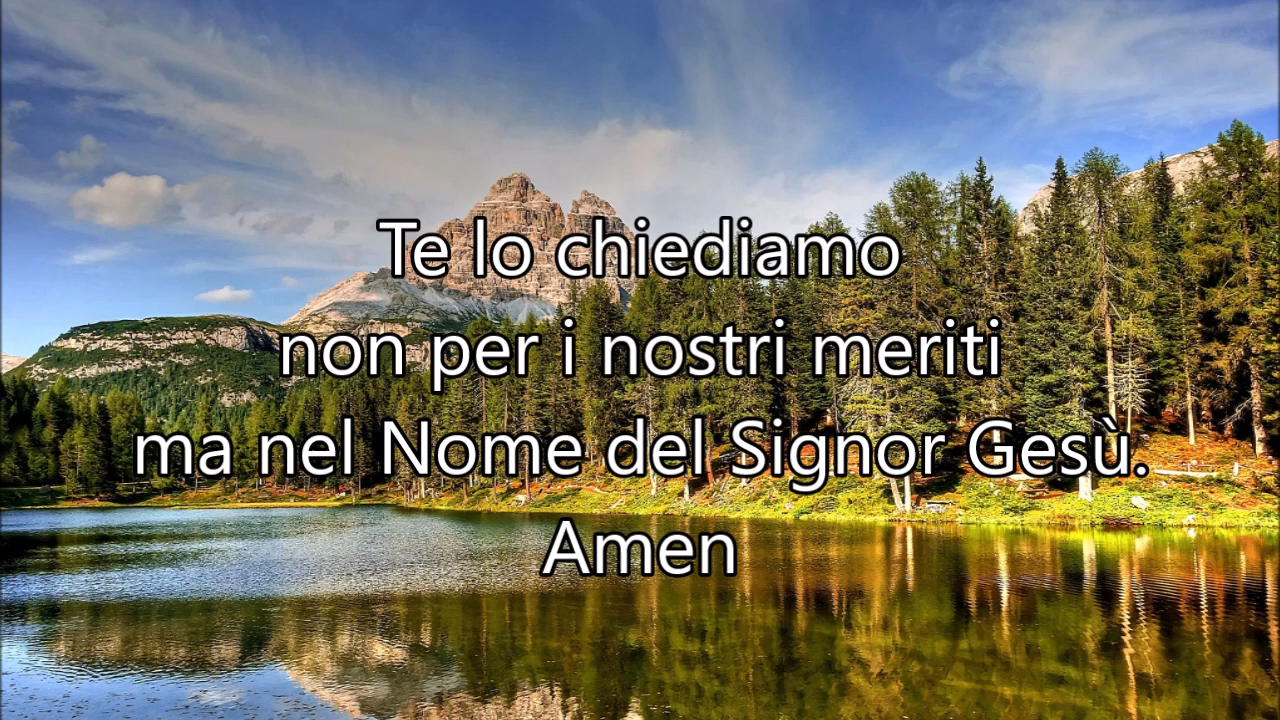 Te lo chiediamo
non per i nostri meriti
ma nel Nome del Signor Gesù.
Amen